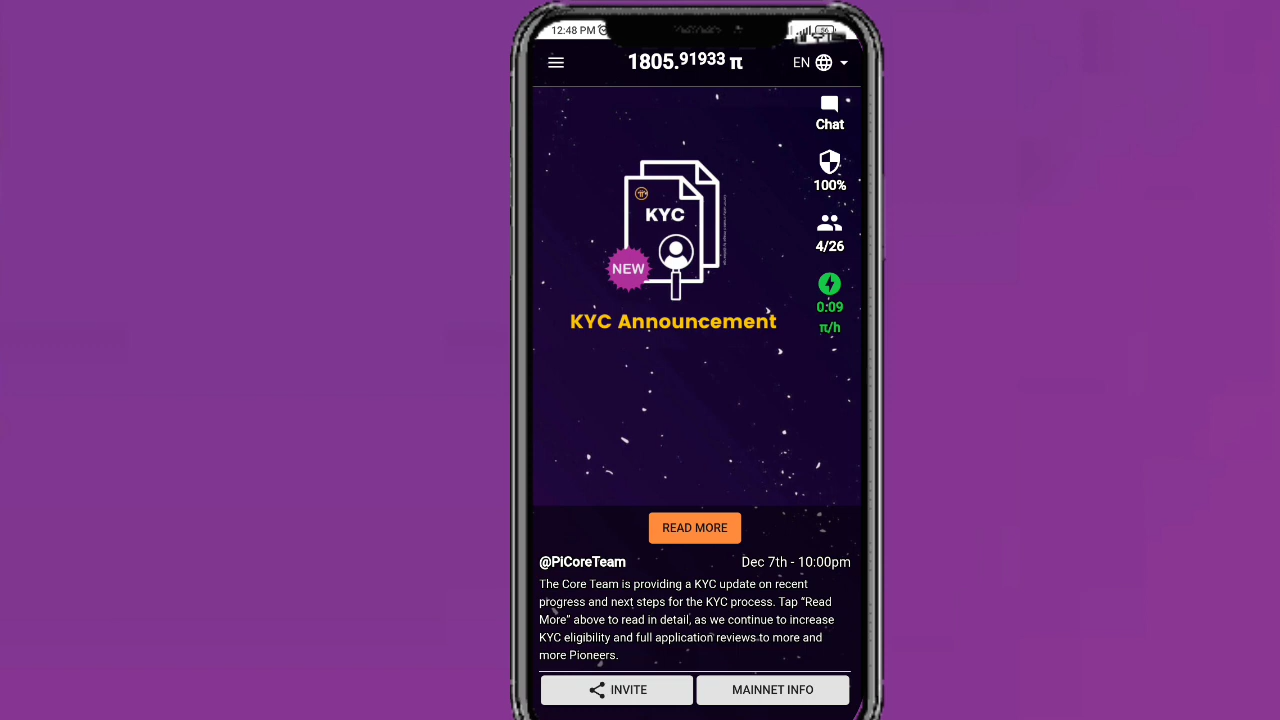 12:48 PM
1805.91933 π
EN
Chat
100%
4/26
0:09
π/h
KYC
NEW
KYC Announcement
READ MORE
@PiCoreTeam Dec 7th - 10:00pm
The Core Team is providing a KYC update on recent
progress and next steps for the KYC process. Tap “Read
More” above to read in detail, as we continue to increase
KYC eligibility and full application reviews to more and
more Pioneers.
INVITE
MAINNET INFO